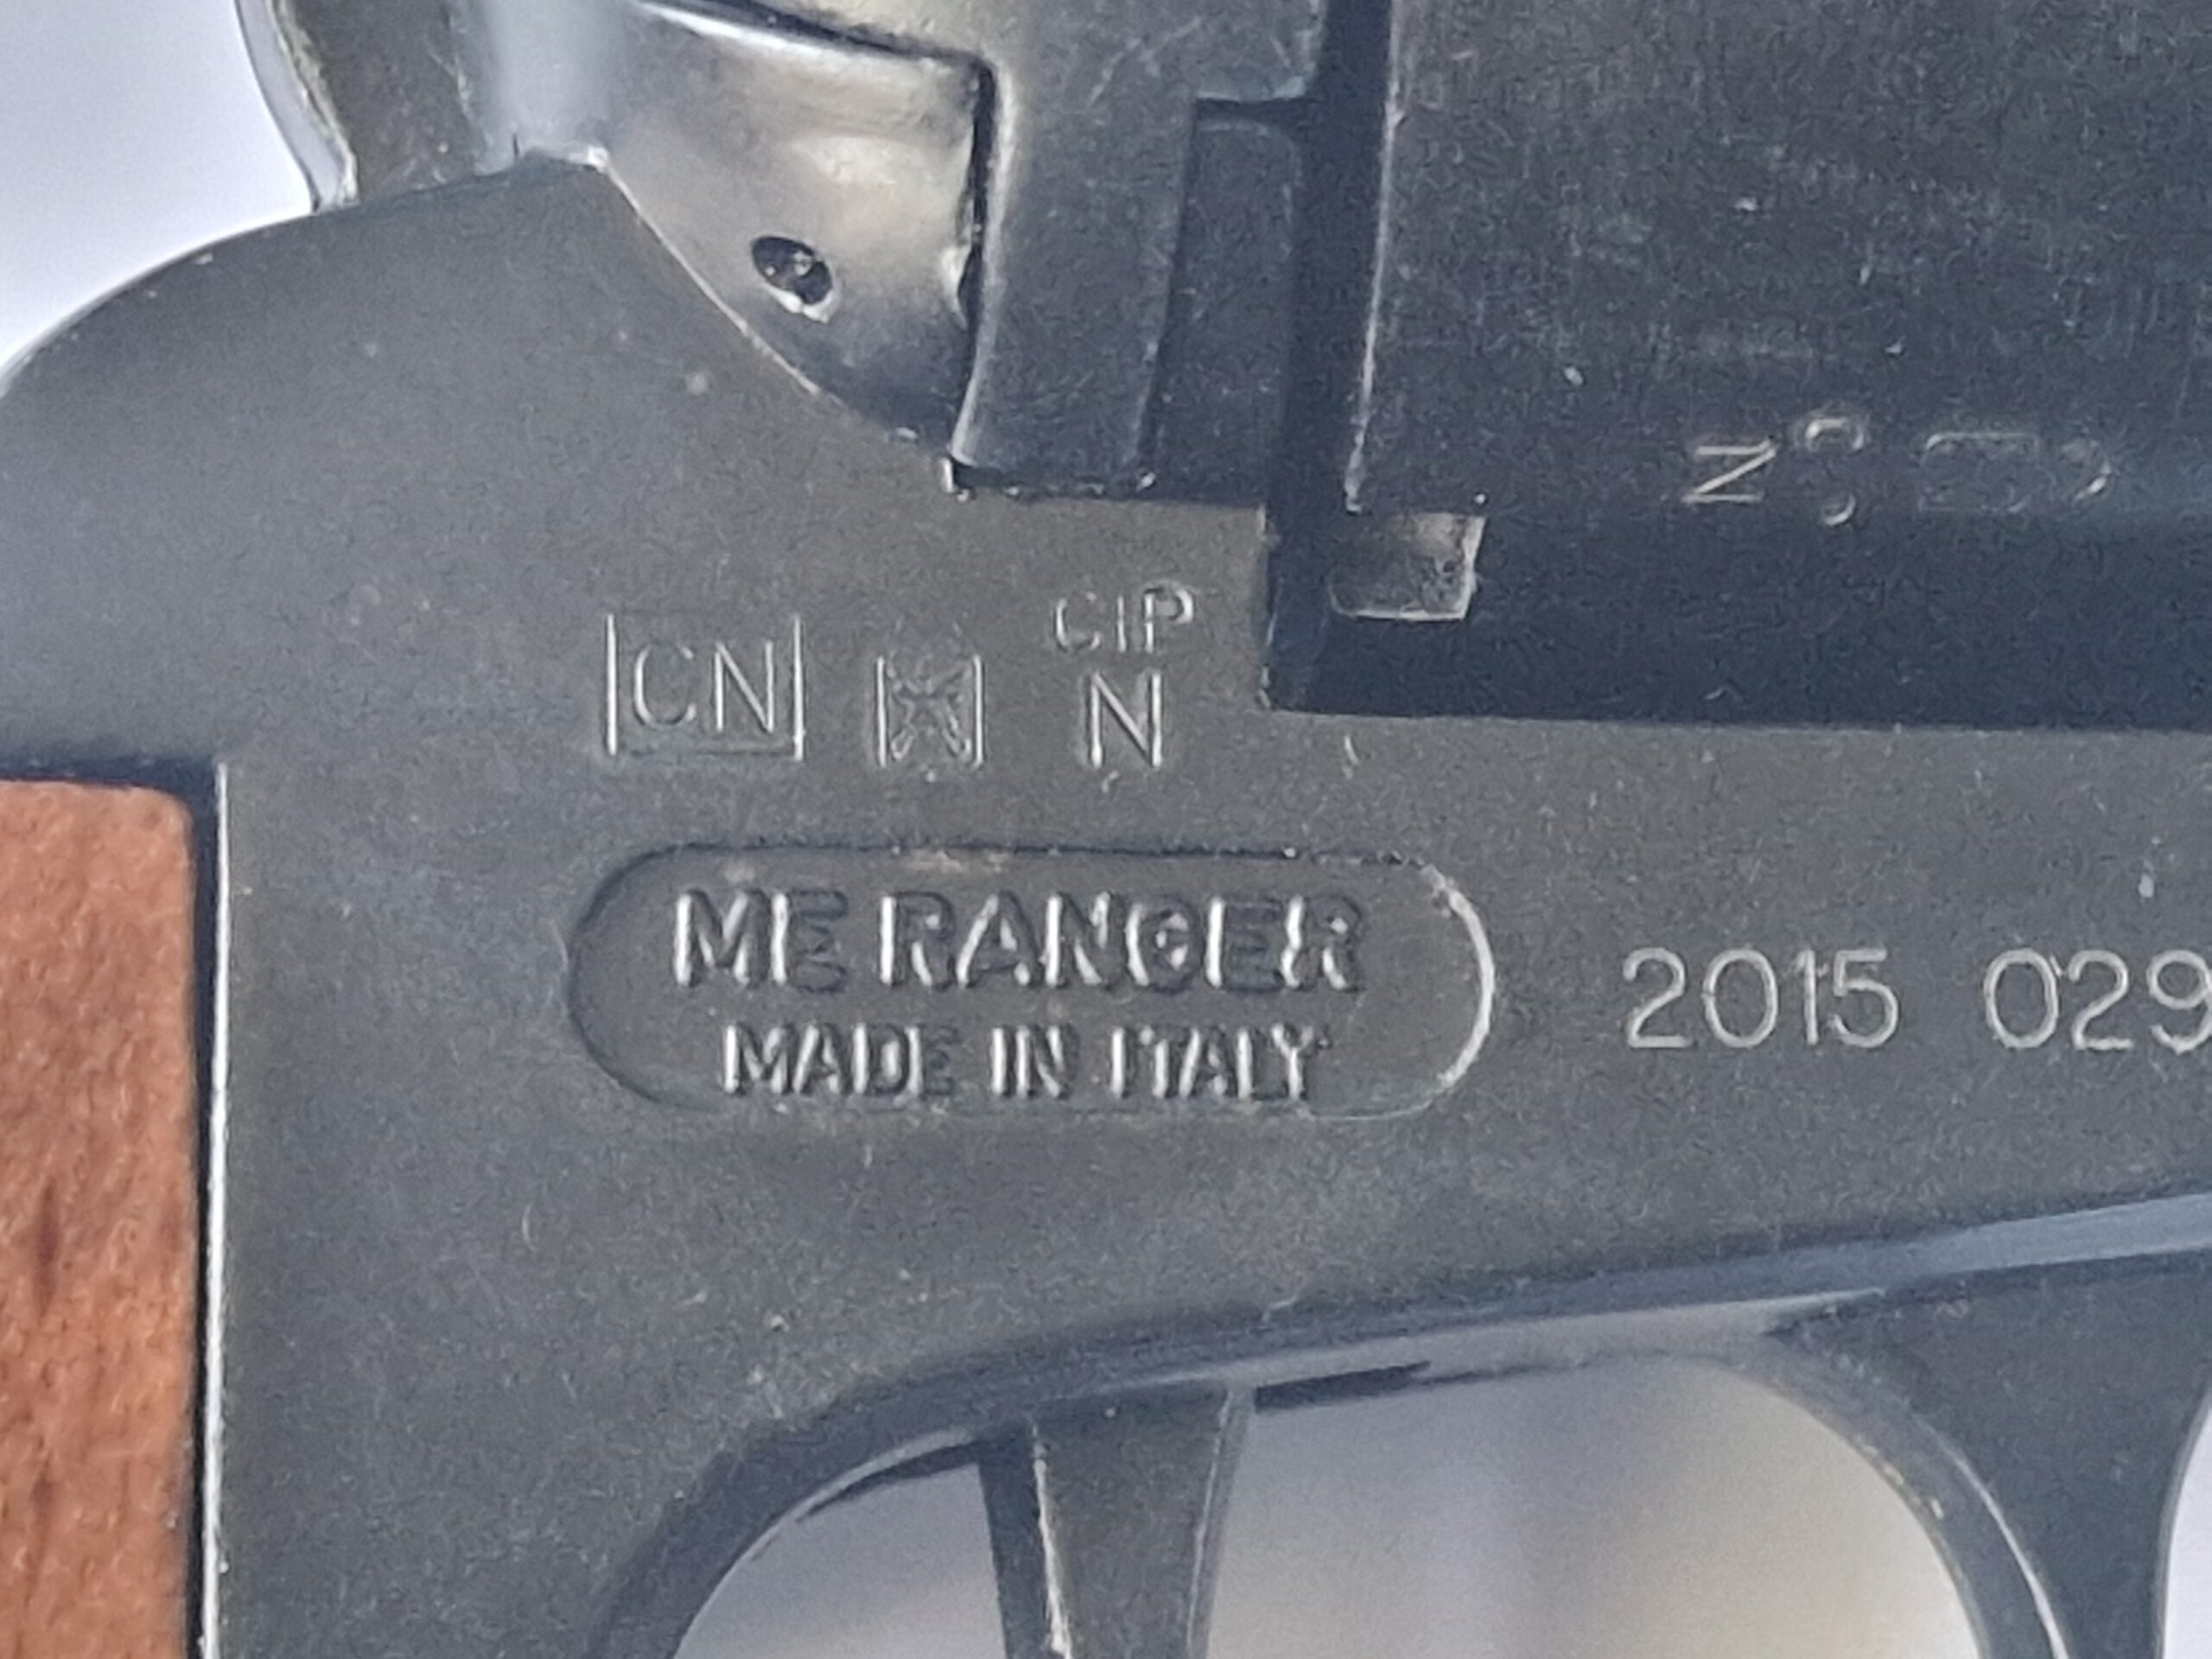 CIP
CN N
ME RANGER
MADE IN ITALY
2015 029